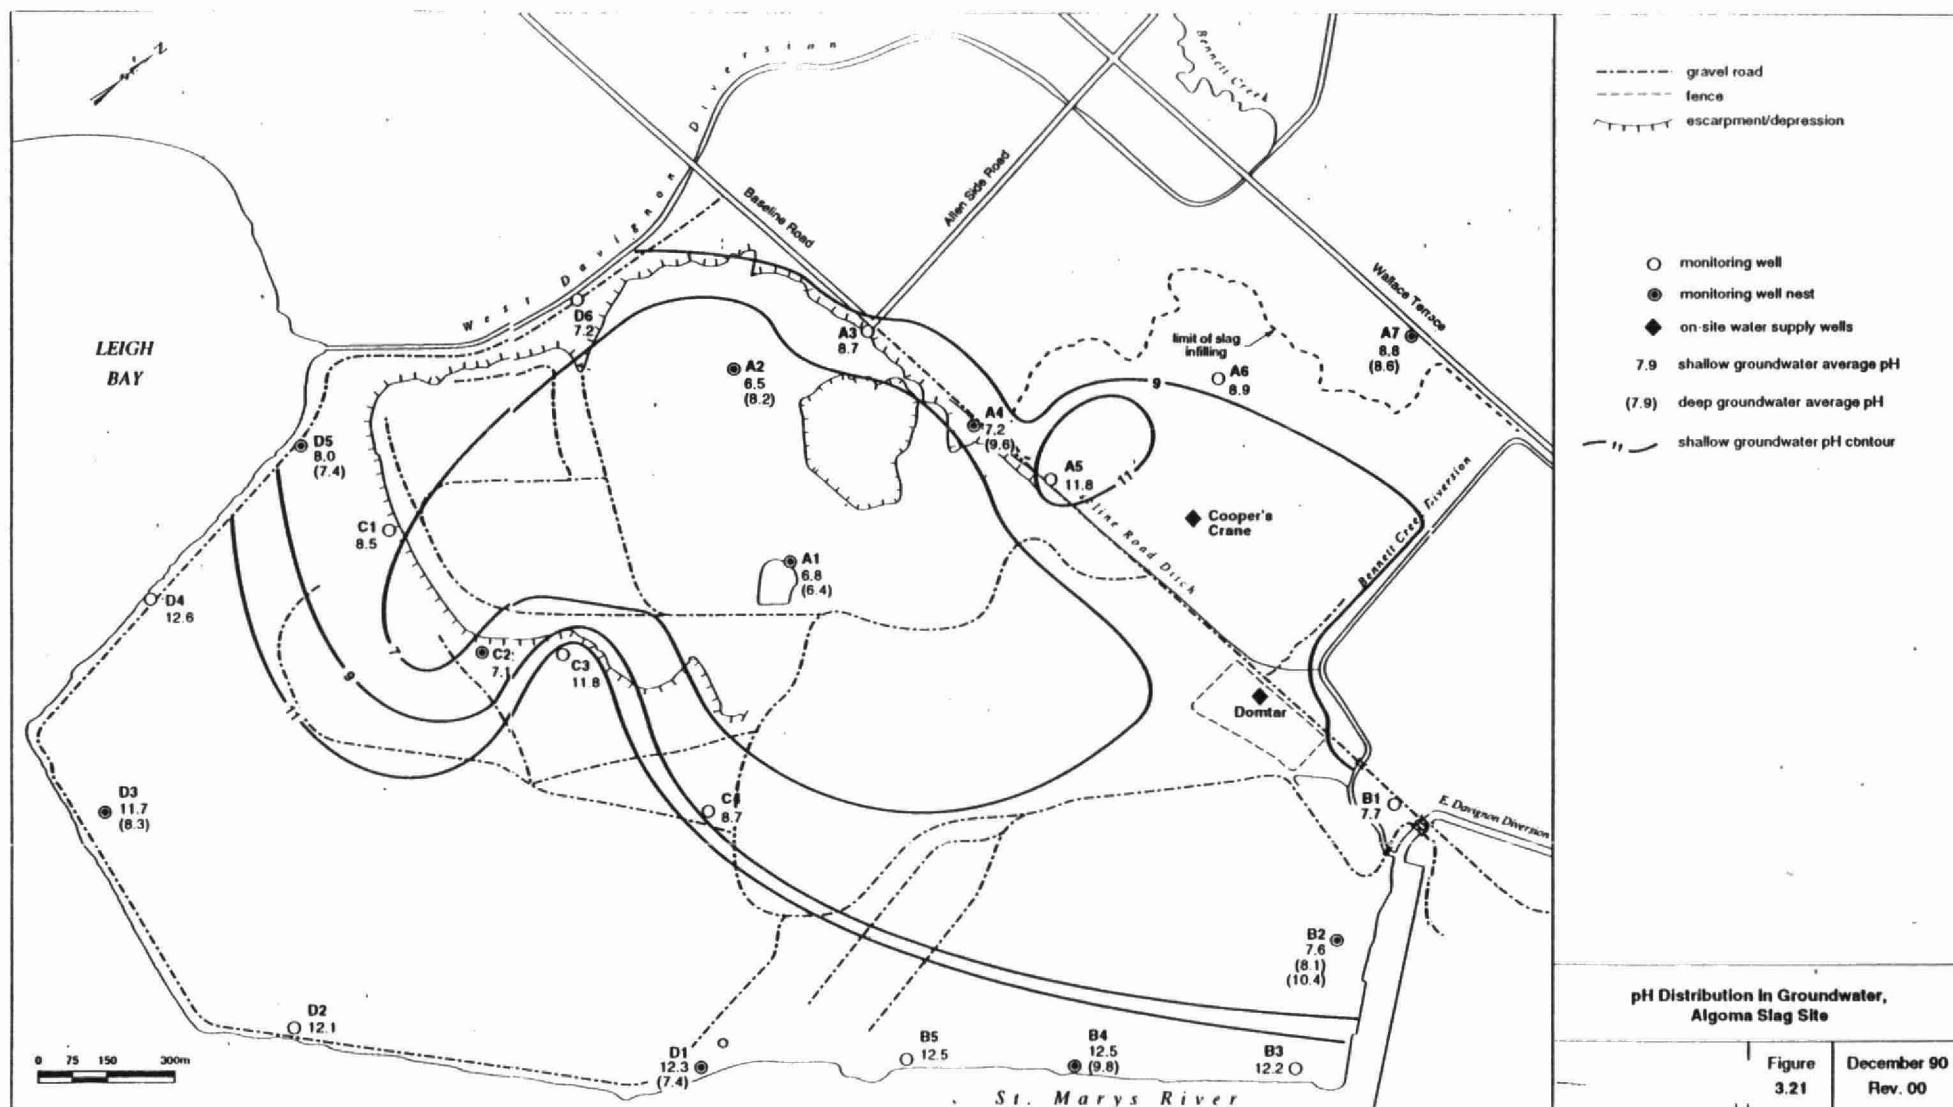 N
Bennett Creek
West Davignon Diversion
Baseline Road
Allen Side Road
Wallace Terrace
LEIGH
BAY
D6
7.2
A3
8.7
A2
6.5
(8.2)
limit of slag
infilling
A7
8.8
(8.6)
A6
8.9
9
A4
7.2
(9.6)
A5
11.8
11
D5
8.0
(7.4)
C1
8.5
Cooper's
Crane
Bennett Creek Diversion
line Road Ditch
A1
6.8
(6.4)
D4
12.6
7
9
11
C2
7.1
C3
11.8
Domtar
D3
11.7
(8.3)
C4
8.7
B1
7.7
E. Davignon Diversion
B2
7.6
(8.1)
(10.4)
D2
12.1
D1
12.3
(7.4)
B5
12.5
B4
12.5
(9.8)
B3
12.2
0 75 150 300m
St. Marys River
gravel road
fence
escarpment/depression
monitoring well
monitoring well nest
on-site water supply wells
7.9 shallow groundwater average pH
(7.9) deep groundwater average pH
11 shallow groundwater pH contour
pH Distribution in Groundwater,
Algoma Slag Site
Figure
3.21
December 90
Rev. 00